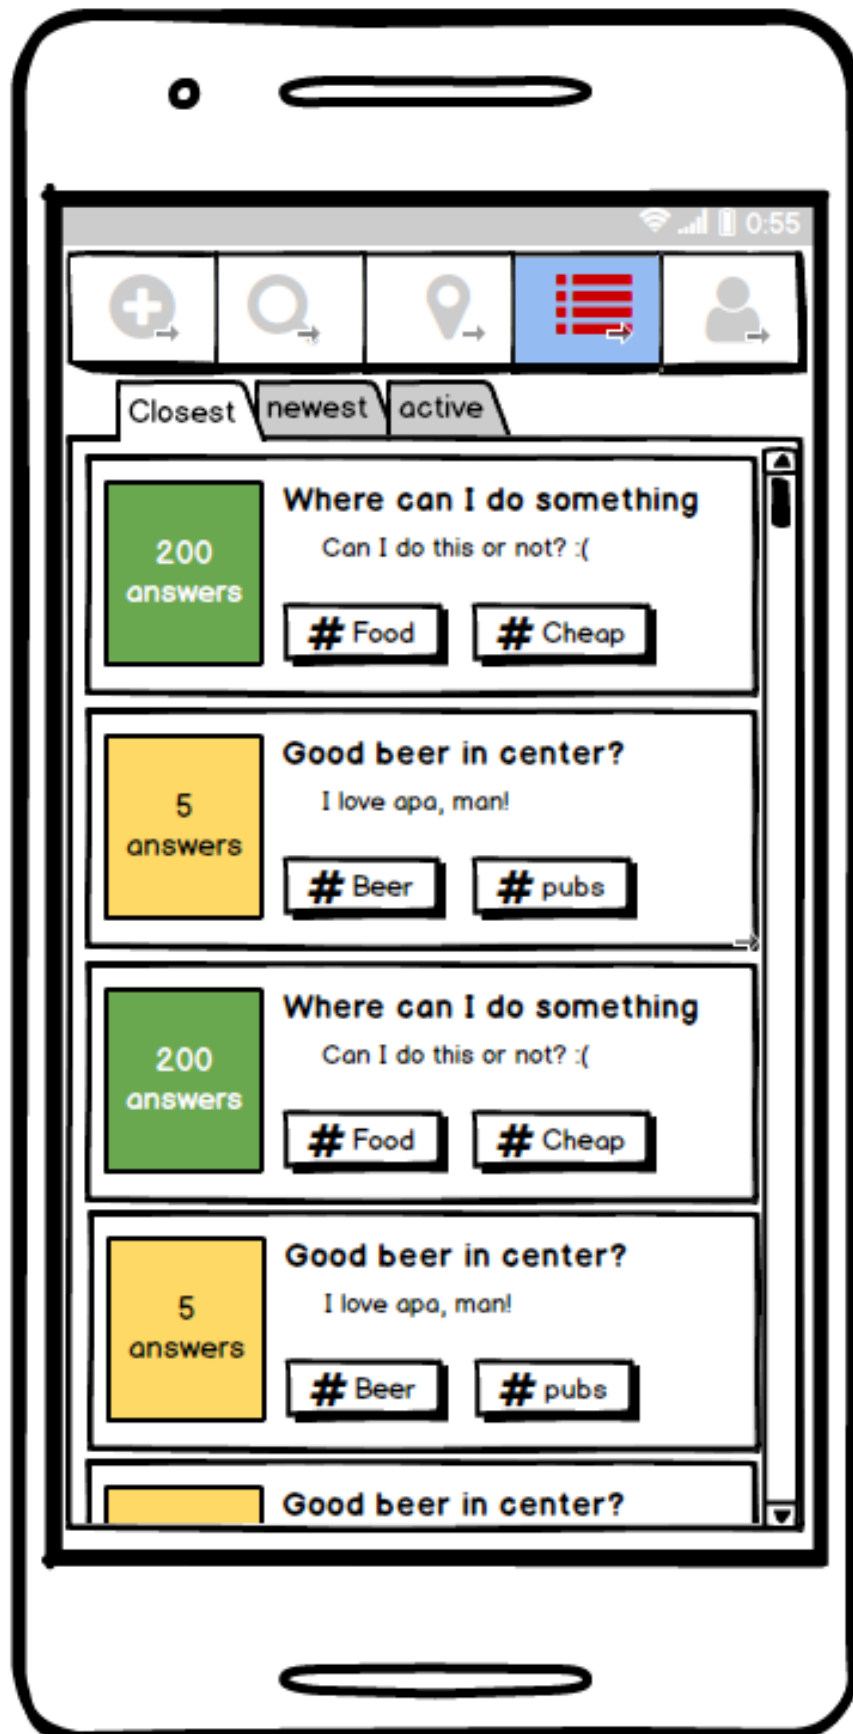 0:55
Closest newest active
Where can I do something
200
answers
Can I do this or not? :(
# Food # Cheap
Good beer in center?
5
answers
I love apa, man!
# Beer # pubs
Where can I do something
200
answers
Can I do this or not? :(
# Food # Cheap
Good beer in center?
5
answers
I love apa, man!
# Beer # pubs
Good beer in center?